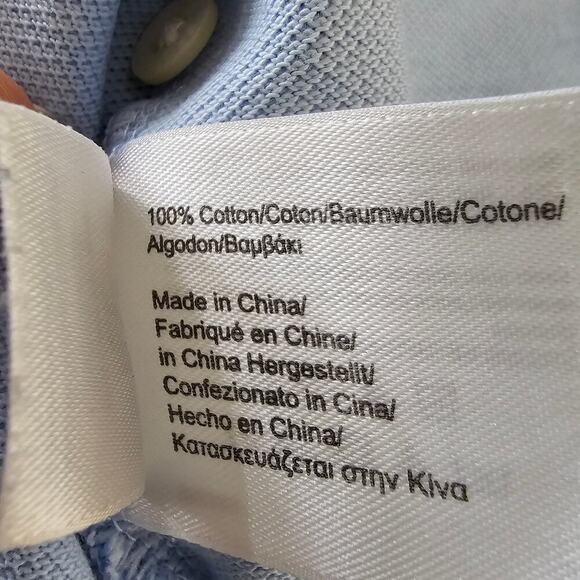 100% Cotton/Coton/Baumwolle/Cotone/
Algodon/Βαμβάκι
Made in China/
Fabriqué en Chine/
in China Hergestellt/
Confezionato in Cina/
Hecho en China/
Κατασκευάζεται στην Κίνα